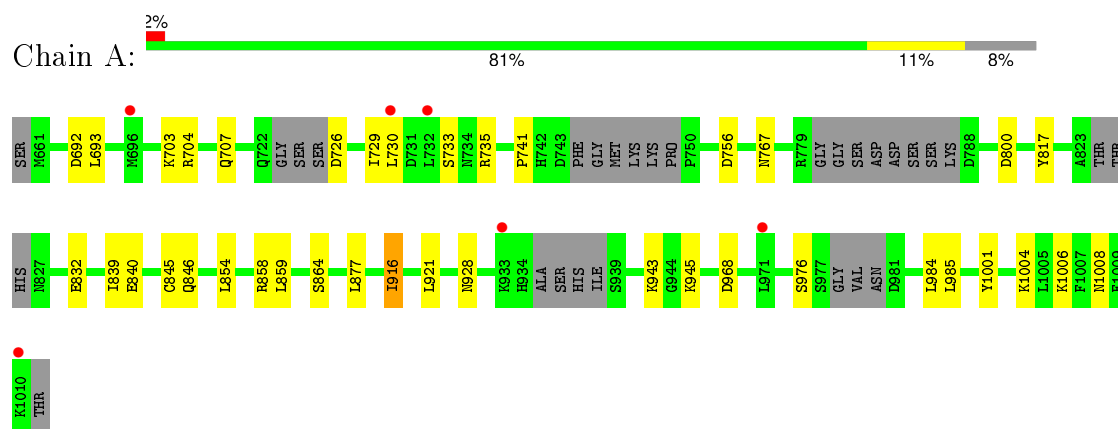 2%
Chain A:
81% 11% 8%
SER M661 D692 L693 M696 K703 R704 Q707 Q722 GLY SER SER D726 I729 L730 D731 L732 S733 N734 R735 P741 H742 D743 PHE GLY MET LYS LYS PRO P750 D756 N767 R779 GLY GLY SER ASP ASP SER SER LYS D788 D800 Y817 A823 THR THR
HIS N827 E832 I839 E840 C845 Q846 L854 R858 L859 S864 L877 I916 L921 N928 K933 H934 ALA SER HIS ILE S939 K943 G944 K945 D968 L971 S976 S977 GLY VAL ASN D981 L984 L985 Y1001 K1004 L1005 K1006 F1007 N1008 E1009
K1010 THR